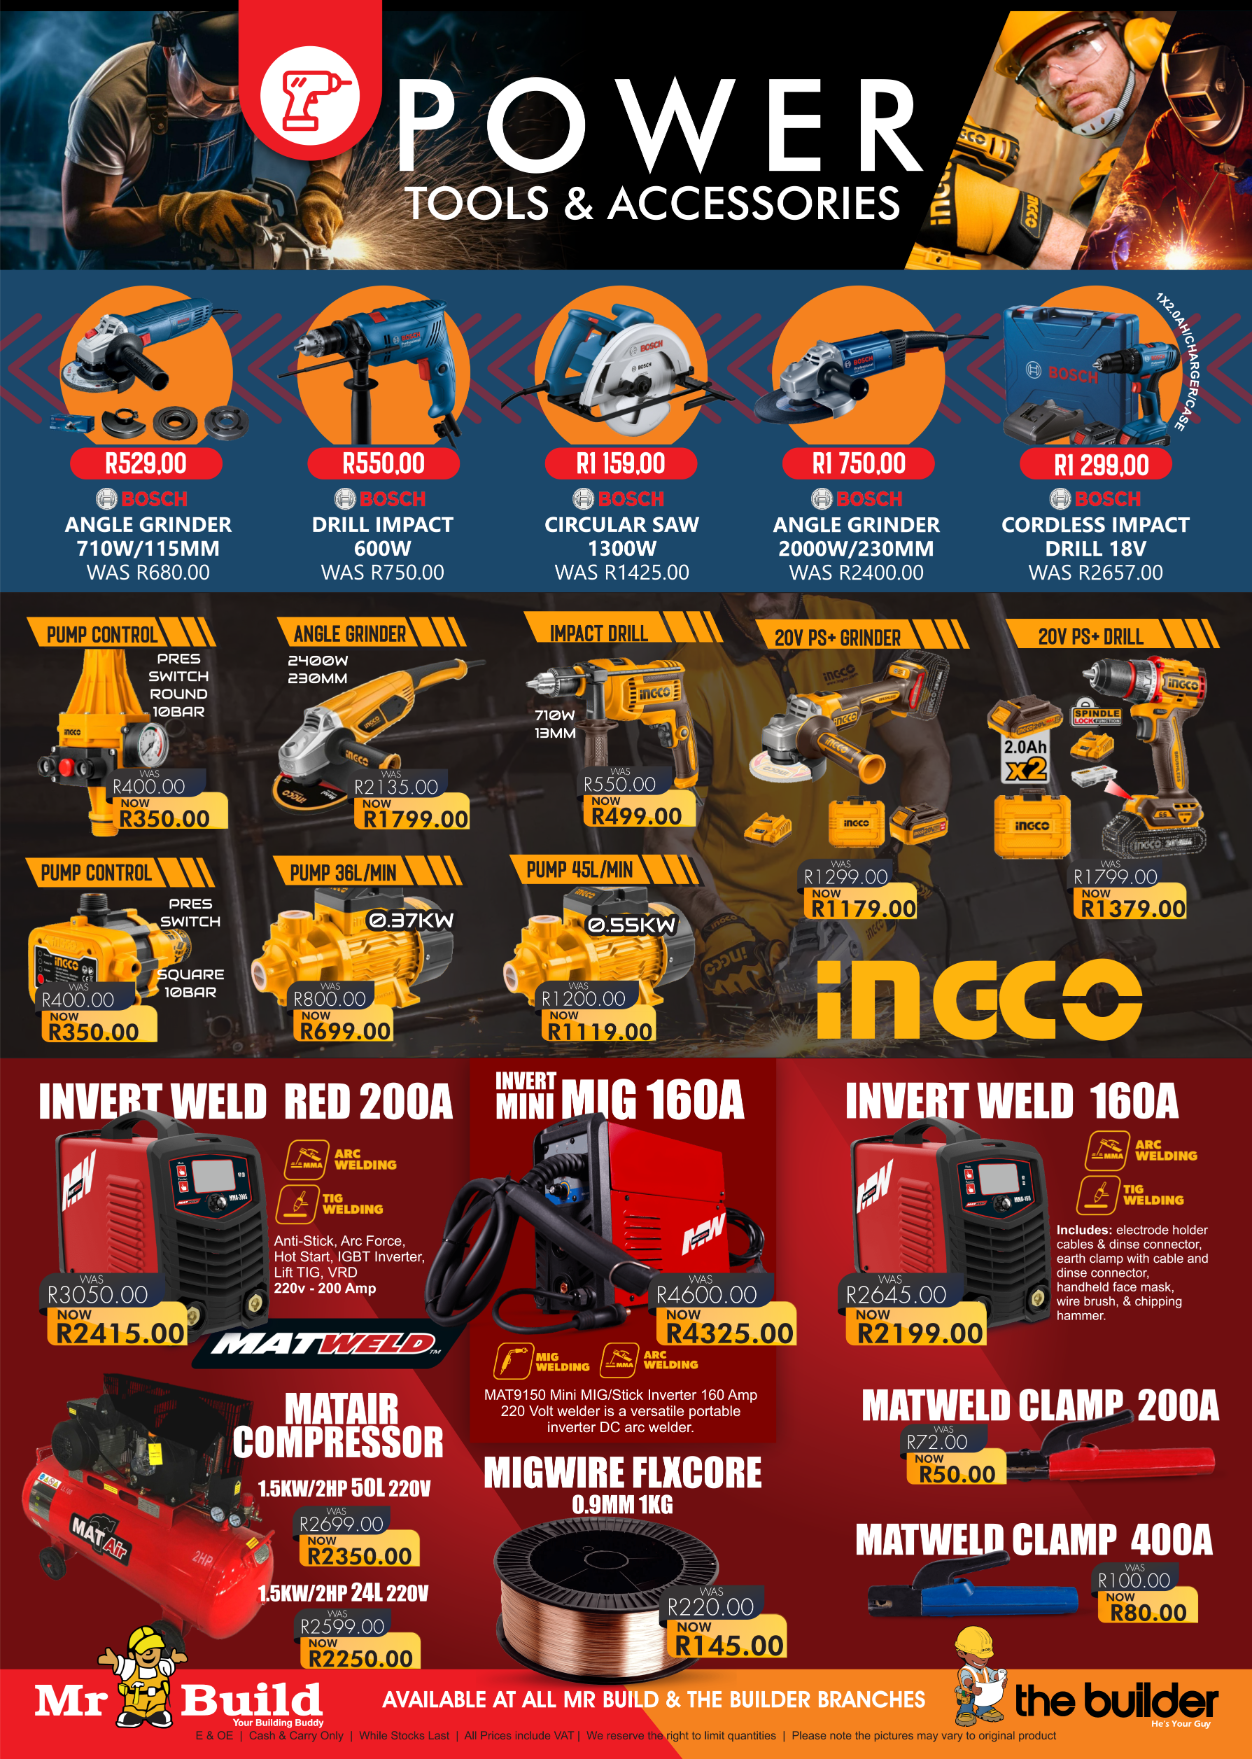 POWER
TOOLS & ACCESSORIES
1X2.0AH/CHARGER/CASE
R529,00
BOSCH
ANGLE GRINDER
710W/115MM
WAS R680.00
R550,00
BOSCH
DRILL IMPACT
600W
WAS R750.00
R1 159,00
BOSCH
CIRCULAR SAW
1300W
WAS R1425.00
R1 750,00
BOSCH
ANGLE GRINDER
2000W/230MM
WAS R2400.00
R1 299,00
BOSCH
CORDLESS IMPACT
DRILL 18V
WAS R2657.00
PUMP CONTROL
PRES
SWITCH
ROUND
10BAR
WAS
R400.00
NOW
R350.00
ANGLE GRINDER
2400W
230MM
WAS
R2135.00
NOW
R1799.00
IMPACT DRILL
710W
13MM
WAS
R550.00
NOW
R499.00
20V PS+ GRINDER
WAS
R1299.00
NOW
R1179.00
20V PS+ DRILL
SPINDLE
LOCK FUNCTION
2.0Ah
X2
WAS
R1799.00
NOW
R1379.00
PUMP CONTROL
PRES
SWITCH
SQUARE
10BAR
WAS
R400.00
NOW
R350.00
PUMP 36L/MIN
0.37KW
WAS
R800.00
NOW
R699.00
PUMP 45L/MIN
0.55KW
WAS
R1200.00
NOW
R1119.00
INGCO
INVERT WELD RED 200A
MMA
ARC
WELDING
TIG
WELDING
Anti-Stick, Arc Force,
Hot Start, IGBT Inverter,
Lift TIG, VRD
220v - 200 Amp
WAS
R3050.00
NOW
R2415.00
MATWELD™
INVERT
MINI MIG 160A
MW
WAS
R4600.00
NOW
R4325.00
MIG
WELDING
MMA
ARC
WELDING
MAT9150 Mini MIG/Stick Inverter 160 Amp
220 Volt welder is a versatile portable
inverter DC arc welder.
INVERT WELD 160A
MMA
ARC
WELDING
TIG
WELDING
Includes: electrode holder
cables & dinse connector,
earth clamp with cable and
dinse connector,
handheld face mask,
wire brush, & chipping
hammer.
WAS
R2645.00
NOW
R2199.00
MATAIR
COMPRESSOR
MAT Air
2HP
1.5KW/2HP 50L 220V
WAS
R2699.00
NOW
R2350.00
1.5KW/2HP 24L 220V
WAS
R2599.00
NOW
R2250.00
MIGWIRE FLXCORE
0.9MM 1KG
WAS
R220.00
NOW
R145.00
MATWELD CLAMP 200A
WAS
R72.00
NOW
R50.00
MATWELD CLAMP 400A
WAS
R100.00
NOW
R80.00
Mr Build
Your Building Buddy
AVAILABLE AT ALL MR BUILD & THE BUILDER BRANCHES
the builder
He's Your Guy
E & OE | Cash & Carry Only | While Stocks Last | All Prices include VAT | We reserve the right to limit quantities | Please note the pictures may vary to original product